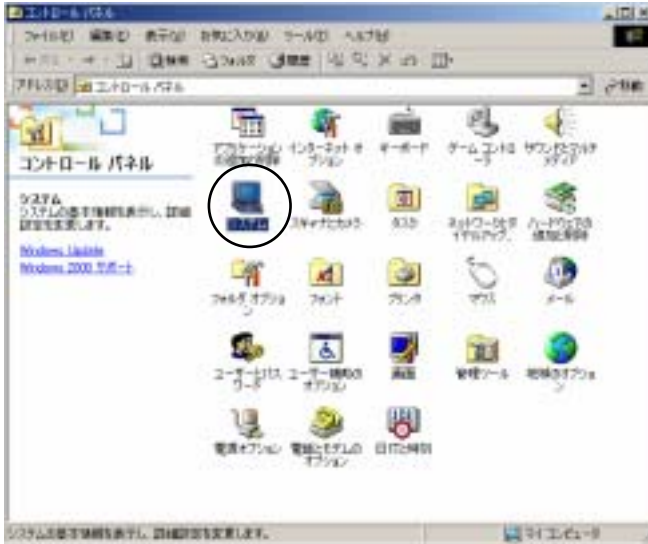 コントロール パネル
ファイル(F) 編集(E) 表示(V) お気に入り(A) ツール(T) ヘルプ(H)
検索 フォルダ 履歴
アドレス(D) コントロール パネル 移動
コントロール パネル
システム
システムの基本情報を表示し、詳細
設定を変更します。
Windows Update
Windows 2000 サポート
アプリケーション
の追加と削除
インターネット オ
プション
キーボード
ゲーム コントロ
ーラ
サウンドとマルチ
メディア
システム
スキャナとカメラ
タスク
ネットワークとダ
イヤルアップ..
ハードウェアの
追加と削除
フォルダ オプショ
ン
フォント
プリンタ
マウス
メール
ユーザーとパス
ワード
ユーザー補助の
オプション
画面
管理ツール
地域のオプショ
ン
電源オプション
電話とモデムの
オプション
日付と時刻
システムの基本情報を表示し、詳細設定を変更します。
マイ コンピュータ